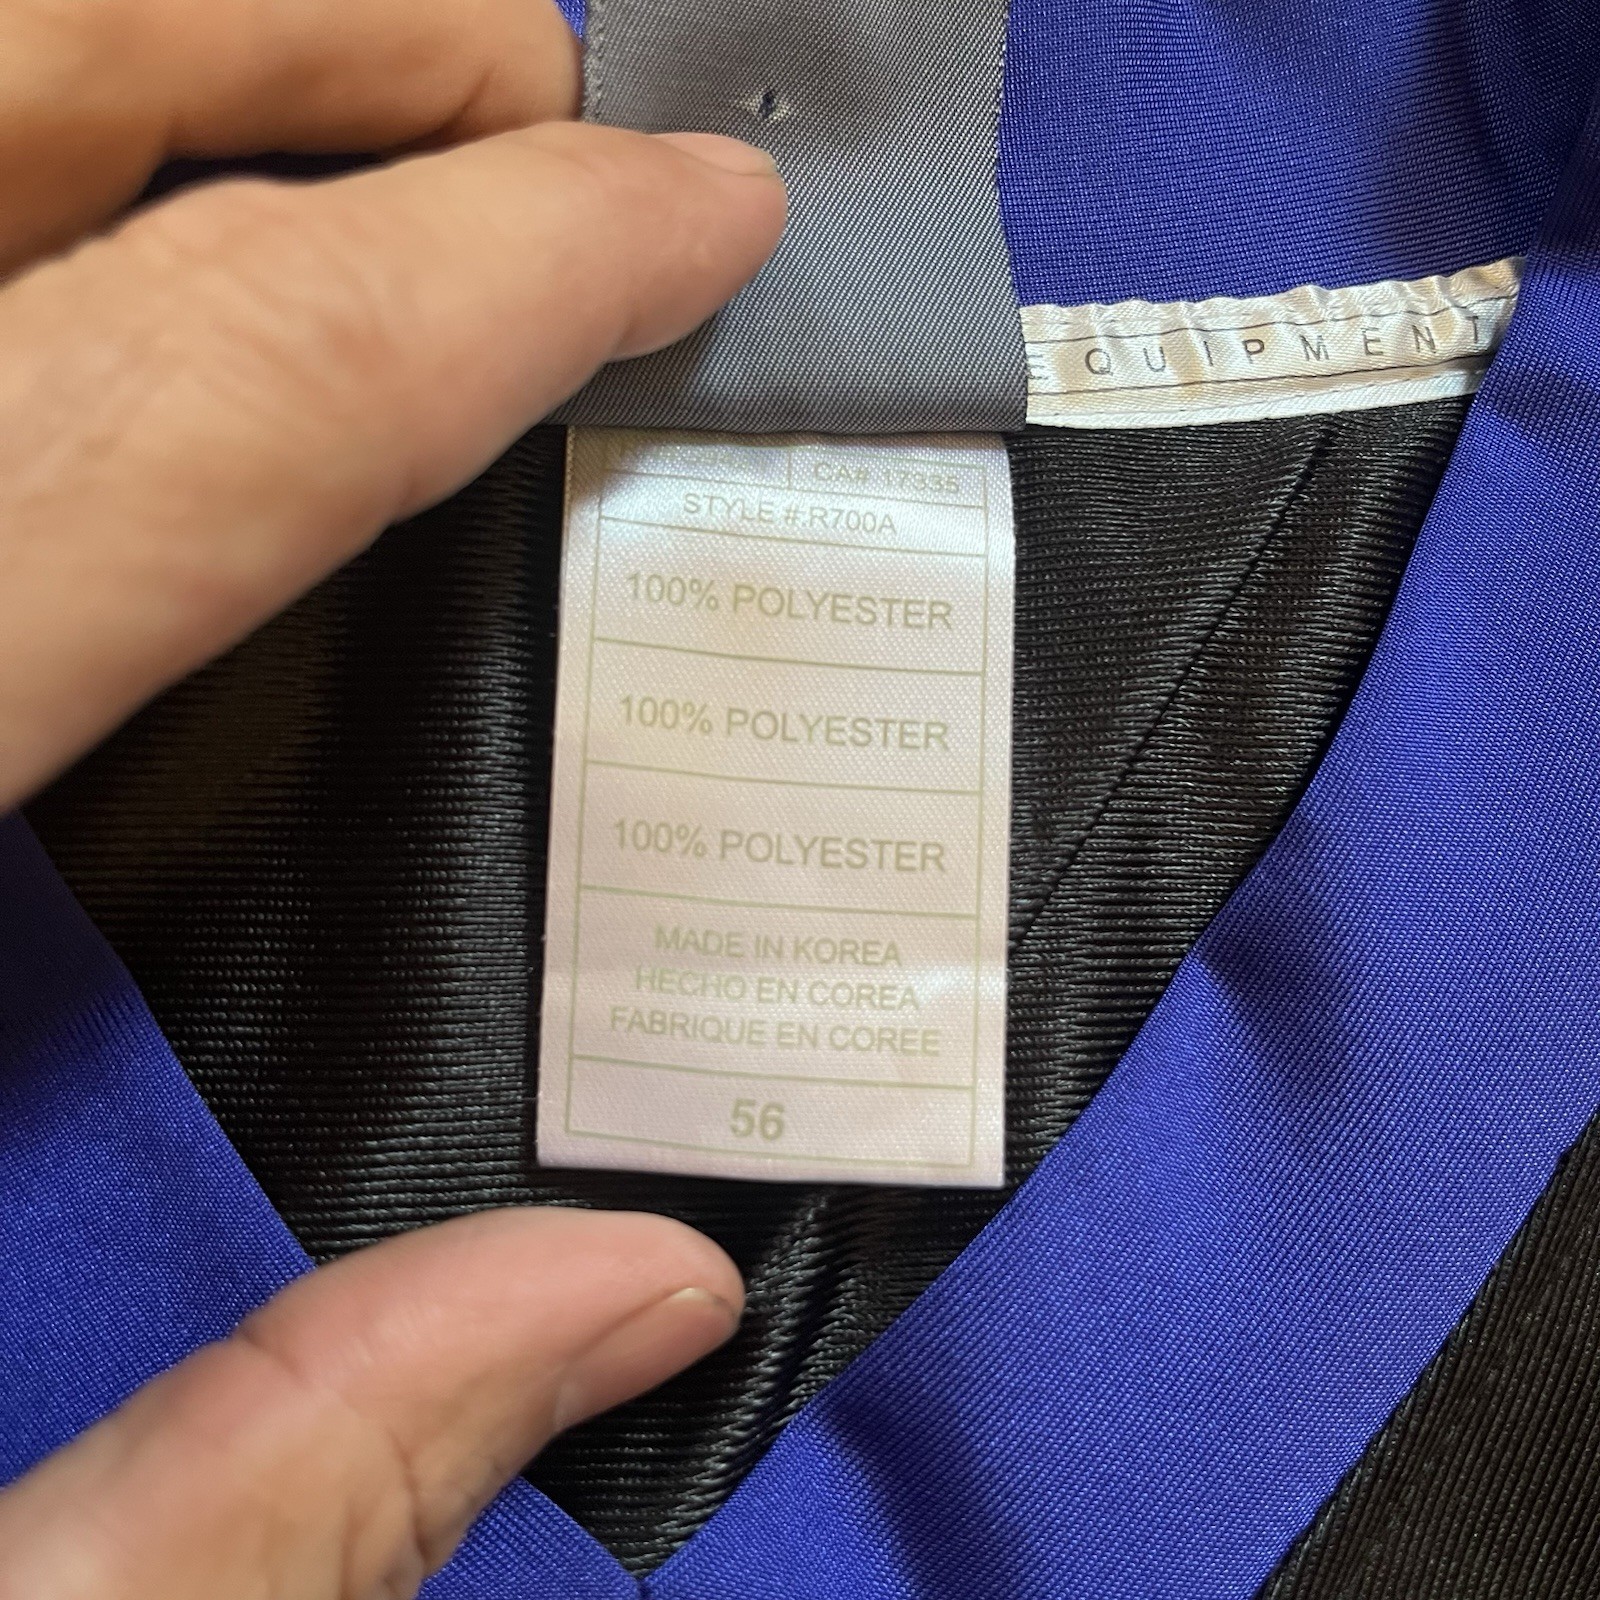 EQUIPMENT
CA# 17335
STYLE # R700A
100% POLYESTER
100% POLYESTER
100% POLYESTER
MADE IN KOREA
HECHO EN COREA
FABRIQUE EN COREE
56